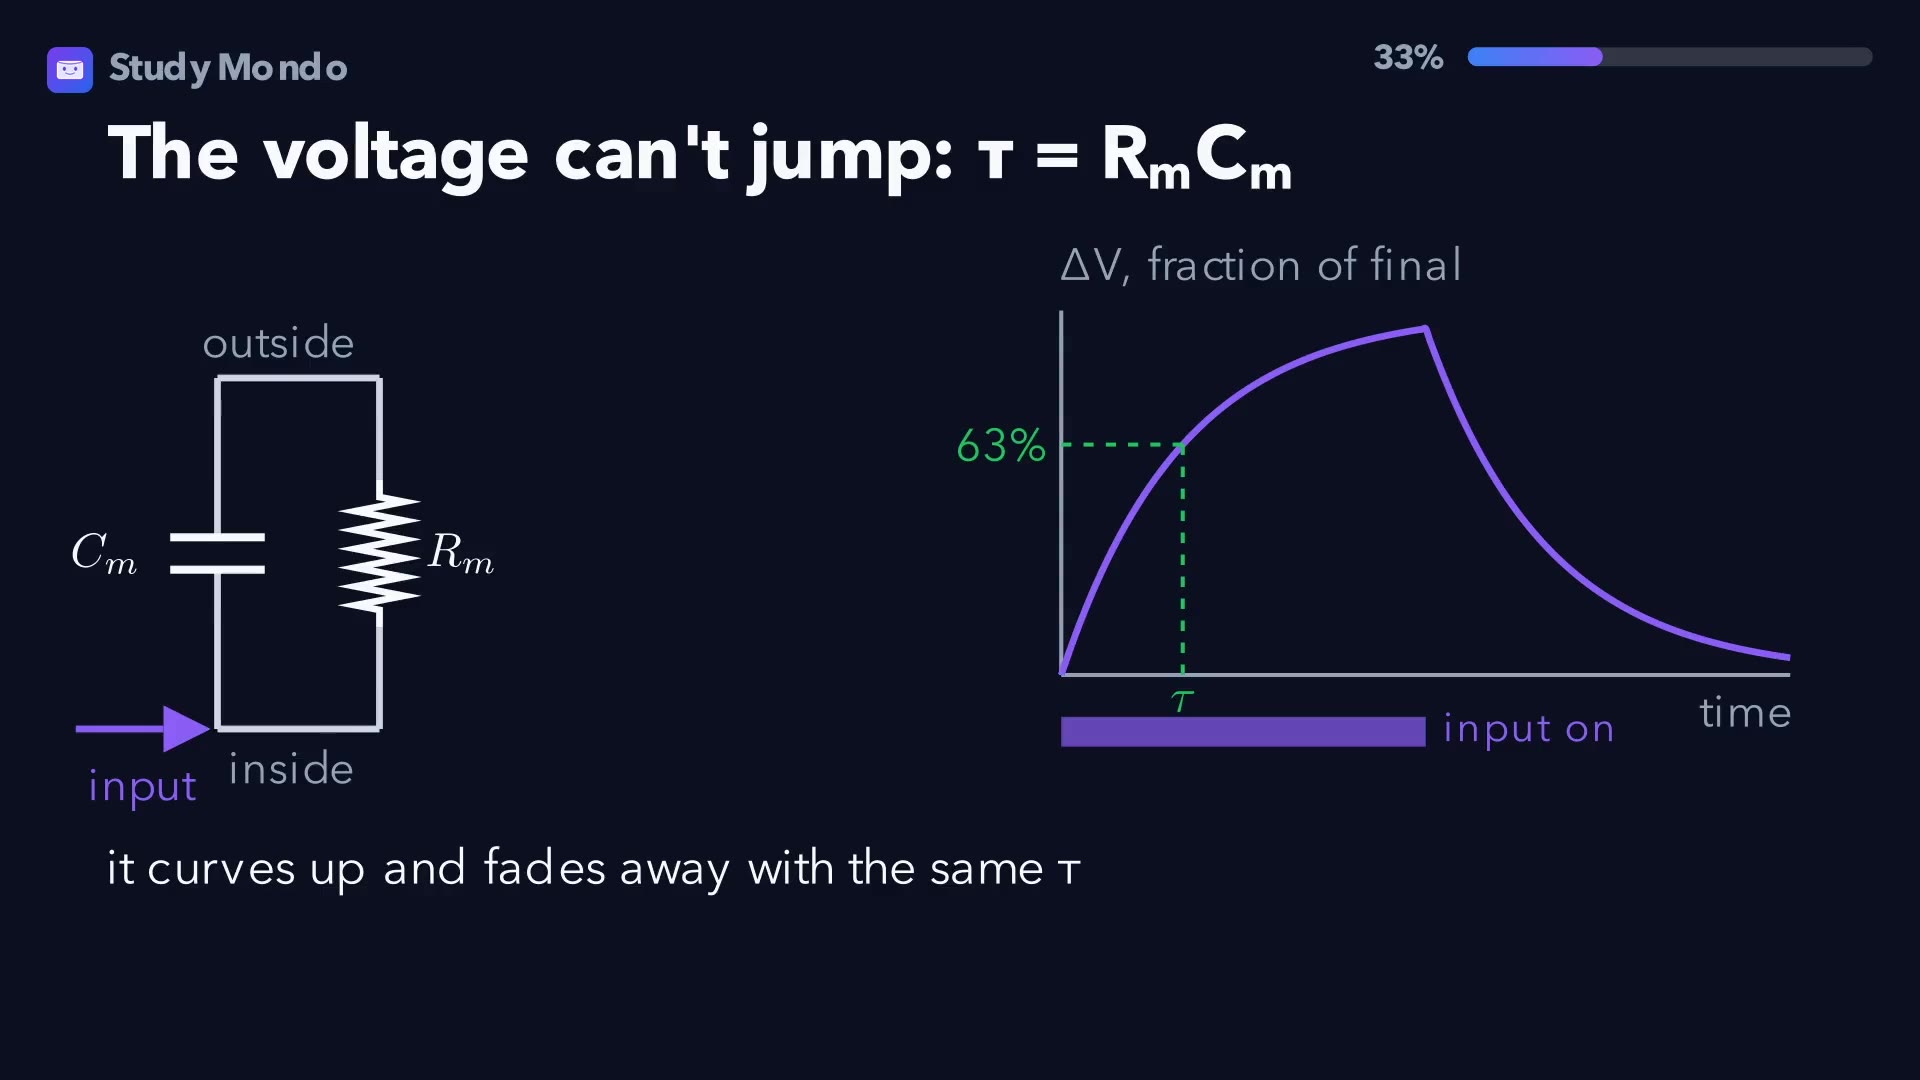 Study Mondo
33%
The voltage can't jump: τ = RₘCₘ
ΔV, fraction of final
outside
63%
Cₘ
Rₘ
τ
time
input on
inside
input
it curves up and fades away with the same τ